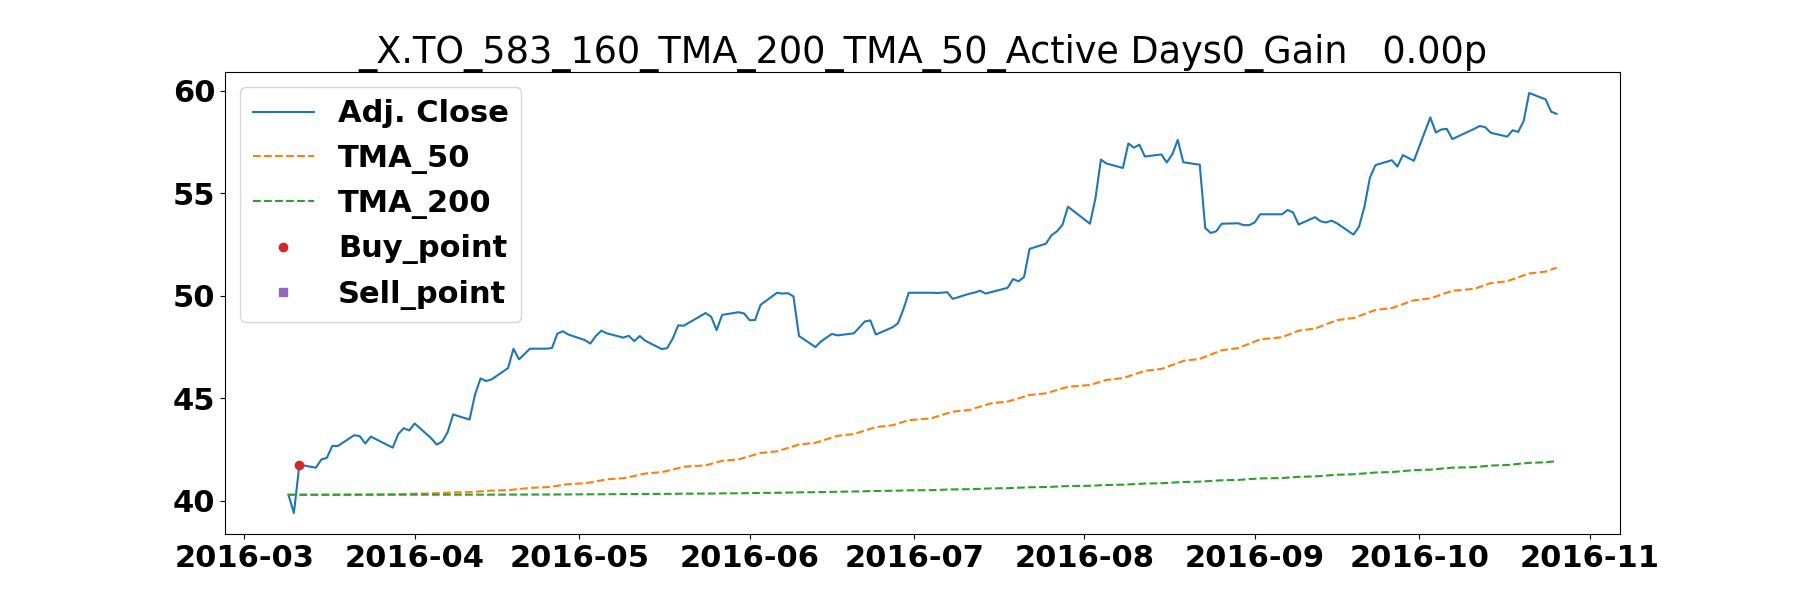 _X.TO_583_160_TMA_200_TMA_50_Active Days0_Gain   0.00p
60
55
50
45
40
Adj. Close
TMA_50
TMA_200
Buy_point
Sell_point
2016-03 2016-04 2016-05 2016-06 2016-07 2016-08 2016-09 2016-10 2016-11